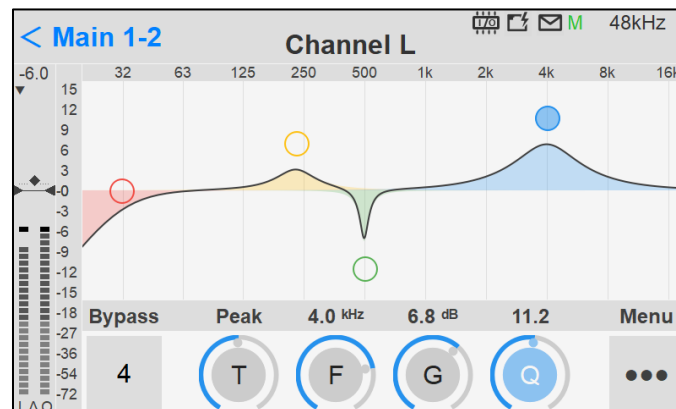 < Main 1-2
Channel L
I/O
M
48kHz
-6.0
32 63 125 250 500 1k 2k 4k 8k 16k
15
12
9
6
3
-0
-3
-6
-9
-12
-15
-18
-27
-36
-54
-72
Bypass Peak 4.0 kHz 6.8 dB 11.2 Menu
4 T F G Q •••